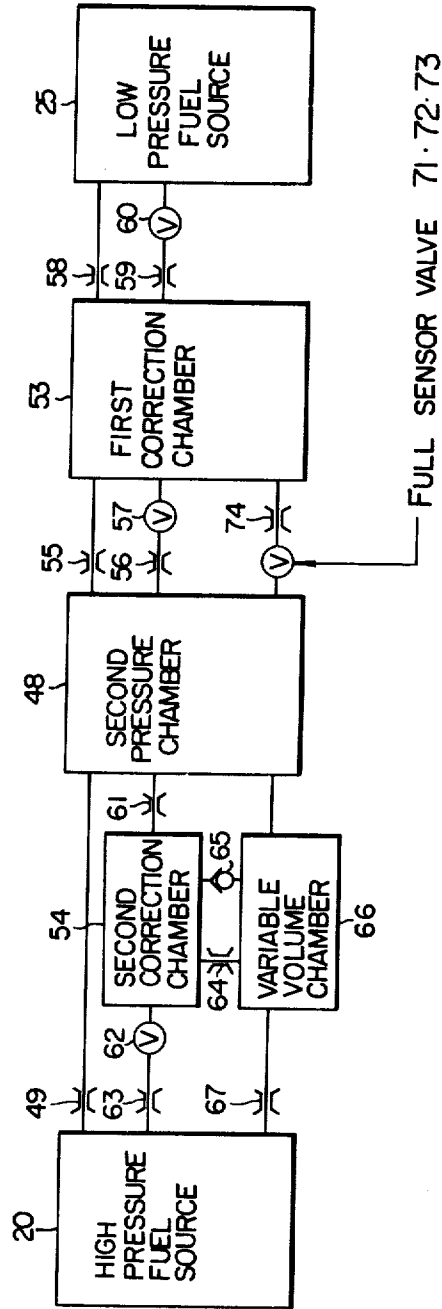 20
HIGH
PRESSURE
FUEL
SOURCE
49
63
67
62
54
SECOND
CORRECTION
CHAMBER
64
65
VARIABLE
VOLUME
CHAMBER
66
61
48
SECOND
PRESSURE
CHAMBER
55
56
57
V
V
V
V
74
53
FIRST
CORRECTION
CHAMBER
58
59
60
25
LOW
PRESSURE
FUEL
SOURCE
FULL SENSOR VALVE 71·72·73